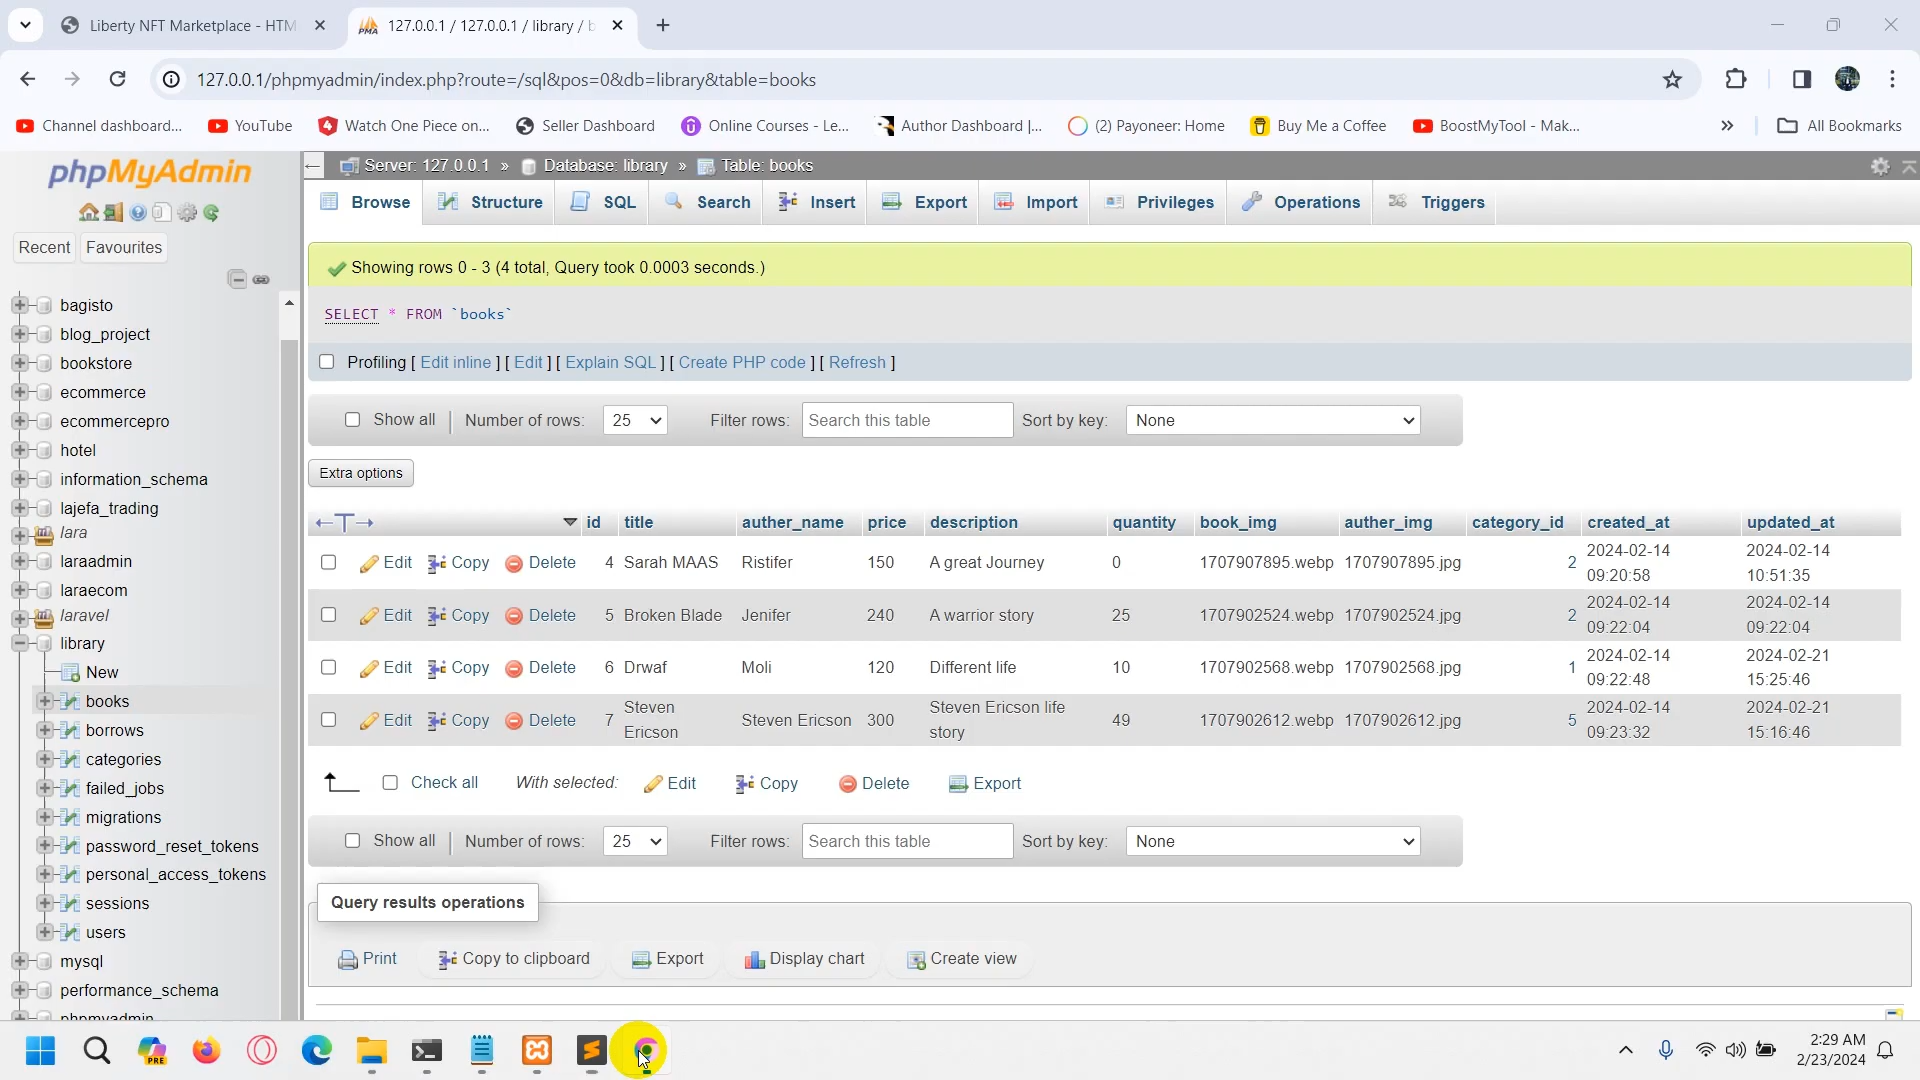 Liberty NFT Marketplace - HTM
127.0.0.1 / 127.0.0.1 / library / b
127.0.0.1/phpmyadmin/index.php?route=/sql&pos=0&db=library&table=books
Channel dashboard... YouTube Watch One Piece on... Seller Dashboard Online Courses - Le... Author Dashboard |... (2) Payoneer: Home Buy Me a Coffee BoostMyTool - Mak... » All Bookmarks
phpMyAdmin
Recent Favourites
bagisto
blog_project
bookstore
ecommerce
ecommercepro
hotel
information_schema
lajefa_trading
lara
laraadmin
laraecom
laravel
library
New
books
borrows
categories
failed_jobs
migrations
password_reset_tokens
personal_access_tokens
sessions
users
mysql
performance_schema
phpmyadmin
Server: 127.0.0.1 » Database: library » Table: books
Browse Structure SQL Search Insert Export Import Privileges Operations Triggers
Showing rows 0 - 3 (4 total, Query took 0.0003 seconds.)
SELECT * FROM `books`
Profiling [ Edit inline ] [ Edit ] [ Explain SQL ] [ Create PHP code ] [ Refresh ]
Show all Number of rows: 25 Filter rows: Search this table Sort by key: None
Extra options
id title auther_name price description quantity book_img auther_img category_id created_at updated_at
Edit Copy Delete 4 Sarah MAAS Ristifer 150 A great Journey 0 1707907895.webp 1707907895.jpg 2 2024-02-14 09:20:58 2024-02-14 10:51:35
Edit Copy Delete 5 Broken Blade Jenifer 240 A warrior story 25 1707902524.webp 1707902524.jpg 2 2024-02-14 09:22:04 2024-02-14 09:22:04
Edit Copy Delete 6 Drwaf Moli 120 Different life 10 1707902568.webp 1707902568.jpg 1 2024-02-14 09:22:48 2024-02-21 15:25:46
Edit Copy Delete 7 Steven Ericson Steven Ericson 300 Steven Ericson life story 49 1707902612.webp 1707902612.jpg 5 2024-02-14 09:23:32 2024-02-21 15:16:46
Check all With selected: Edit Copy Delete Export
Show all Number of rows: 25 Filter rows: Search this table Sort by key: None
Query results operations
Print Copy to clipboard Export Display chart Create view
PRE
2:29 AM
2/23/2024